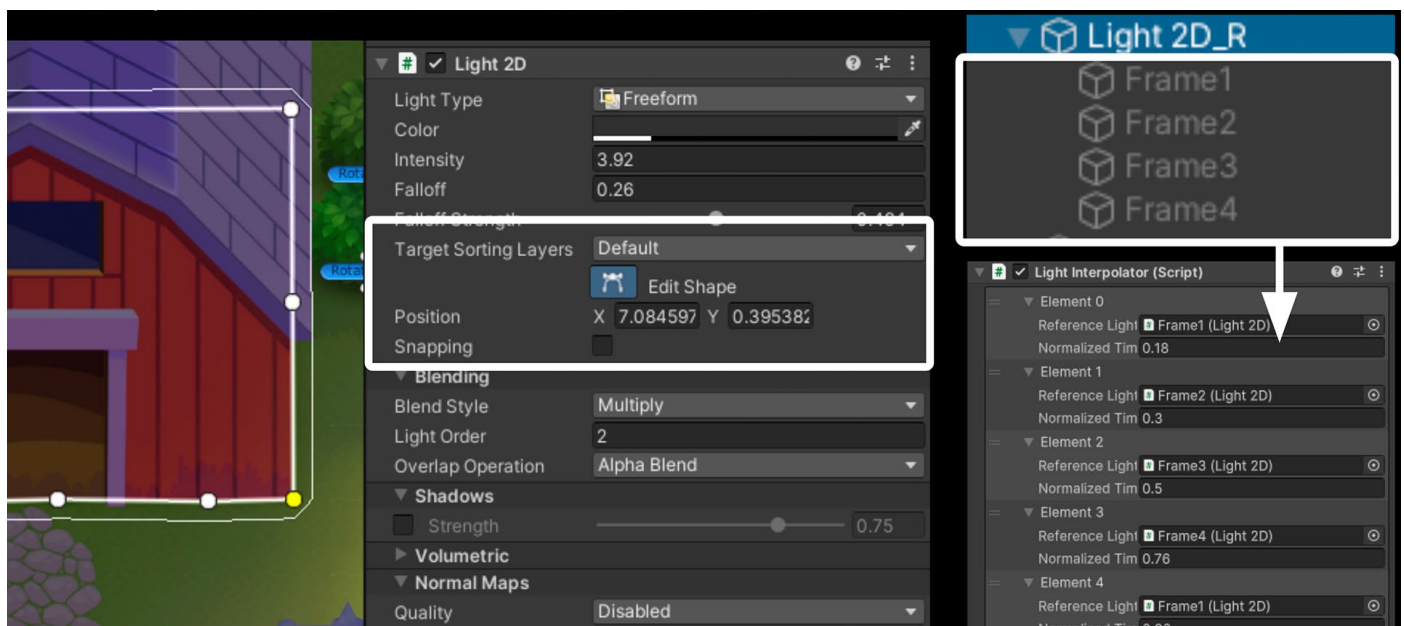 Rota
Rotat
Light 2D
Light Type Freeform
Color
Intensity 3.92
Falloff 0.26
Falloff Strength
Target Sorting Layers Default
Edit Shape
Position X 7.084597 Y 0.395382
Snapping
Blending
Blend Style Multiply
Light Order 2
Overlap Operation Alpha Blend
Shadows
Strength 0.75
Volumetric
Normal Maps
Quality Disabled
Light 2D_R
Frame1
Frame2
Frame3
Frame4
Light Interpolator (Script)
Element 0
Reference Light Frame1 (Light 2D)
Normalized Tim 0.18
Element 1
Reference Light Frame2 (Light 2D)
Normalized Tim 0.3
Element 2
Reference Light Frame3 (Light 2D)
Normalized Tim 0.5
Element 3
Reference Light Frame4 (Light 2D)
Normalized Tim 0.76
Element 4
Reference Light Frame1 (Light 2D)